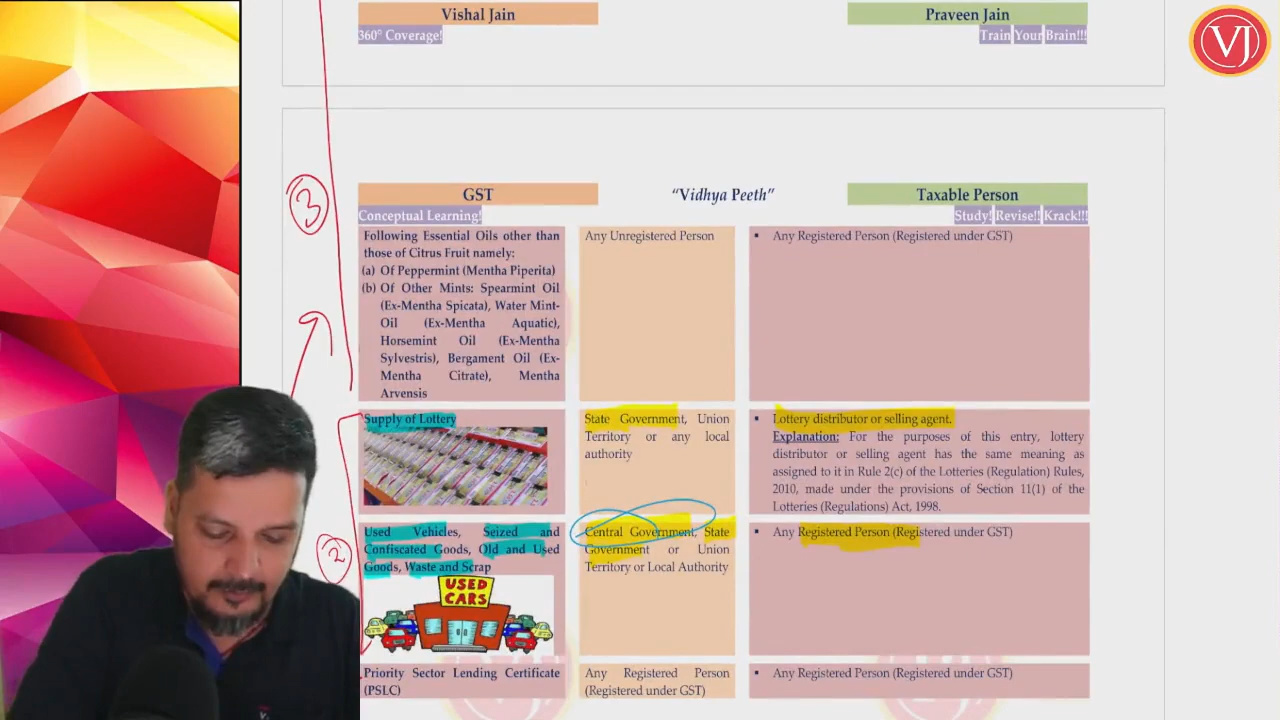 Vishal Jain
Praveen Jain
360° Coverage!
Train Your Brain!!!
VJ
GST
"Vidhya Peeth"
Taxable Person
Conceptual Learning!
Study! Revise!! Krack!!!
3
Following Essential Oils other than
those of Citrus Fruit namely:
(a) Of Peppermint (Mentha Piperita)
(b) Of Other Mints: Spearmint Oil
(Ex-Mentha Spicata), Water Mint-
Oil (Ex-Mentha Aquatic),
Horsemint Oil (Ex-Mentha
Sylvestris), Bergament Oil (Ex-
Mentha Citrate), Mentha
Arvensis
Any Unregistered Person
▪ Any Registered Person (Registered under GST)
Supply of Lottery
State Government, Union
Territory or any local
authority
▪ Lottery distributor or selling agent.
Explanation: For the purposes of this entry, lottery
distributor or selling agent has the same meaning as
assigned to it in Rule 2(c) of the Lotteries (Regulation) Rules,
2010, made under the provisions of Section 11(1) of the
Lotteries (Regulations) Act, 1998.
2
Used Vehicles, Seized and
Confiscated Goods, Old and Used
Goods, Waste and Scrap
USED
CARS
Central Government, State
Government or Union
Territory or Local Authority
▪ Any Registered Person (Registered under GST)
Priority Sector Lending Certificate
(PSLC)
Any Registered Person
(Registered under GST)
▪ Any Registered Person (Registered under GST)